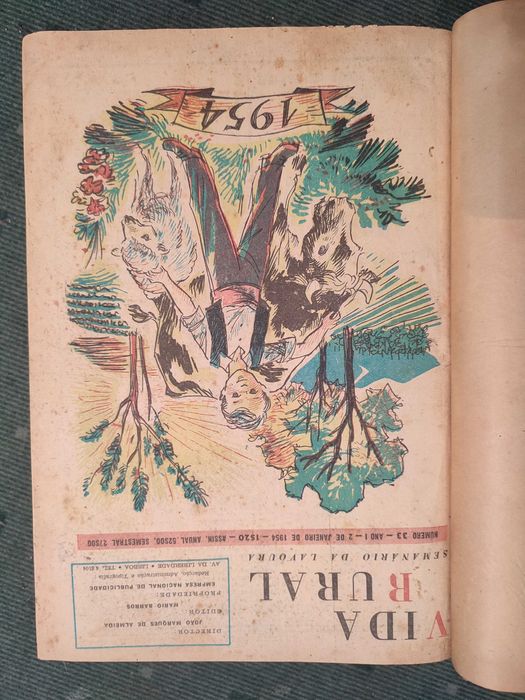 VIDA
RURAL
SEMANÁRIO DA LAVOURA
DIRECTOR
JOÃO MARQUES DE ALMEIDA
EDITOR
MARIO BARROS
PROPRIEDADE:
EMPRESA NACIONAL DE PUBLICIDADE
Redacção, Administração e Tipografia
AV. DA LIBERDADE • LISBOA • TEL.
NÚMERO 33 — ANO I — 2 DE JANEIRO DE 1954 — 1$20 — ASSIN. ANUAL 52$00, SEMESTRAL 27$00
1954